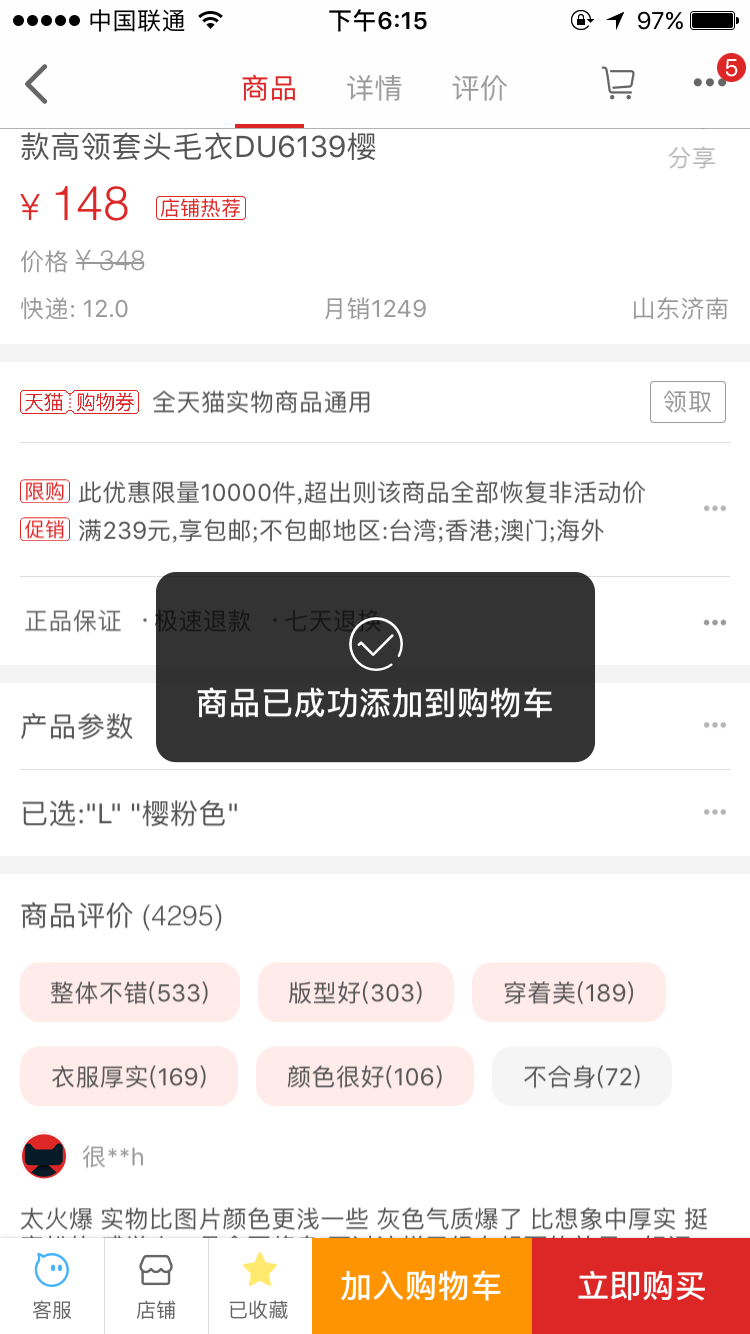 中国联通 下午6:15 97%
商品 详情 评价 5
款高领套头毛衣DU6139樱
分享
¥ 148 店铺热荐
价格 ¥ 348
快递: 12.0 月销1249 山东济南
天猫 购物券 全天猫实物商品通用 领取
限购 此优惠限量10000件,超出则该商品全部恢复非活动价
促销 满239元,享包邮;不包邮地区:台湾;香港;澳门;海外
正品保证 ·极速退款 ·七天退换
商品已成功添加到购物车
产品参数
已选:"L" "樱粉色"
商品评价 (4295)
整体不错(533) 版型好(303) 穿着美(189)
衣服厚实(169) 颜色很好(106) 不合身(72)
很**h
太火爆 实物比图片颜色更浅一些 灰色气质爆了 比想象中厚实 挺
客服 店铺 已收藏 加入购物车 立即购买